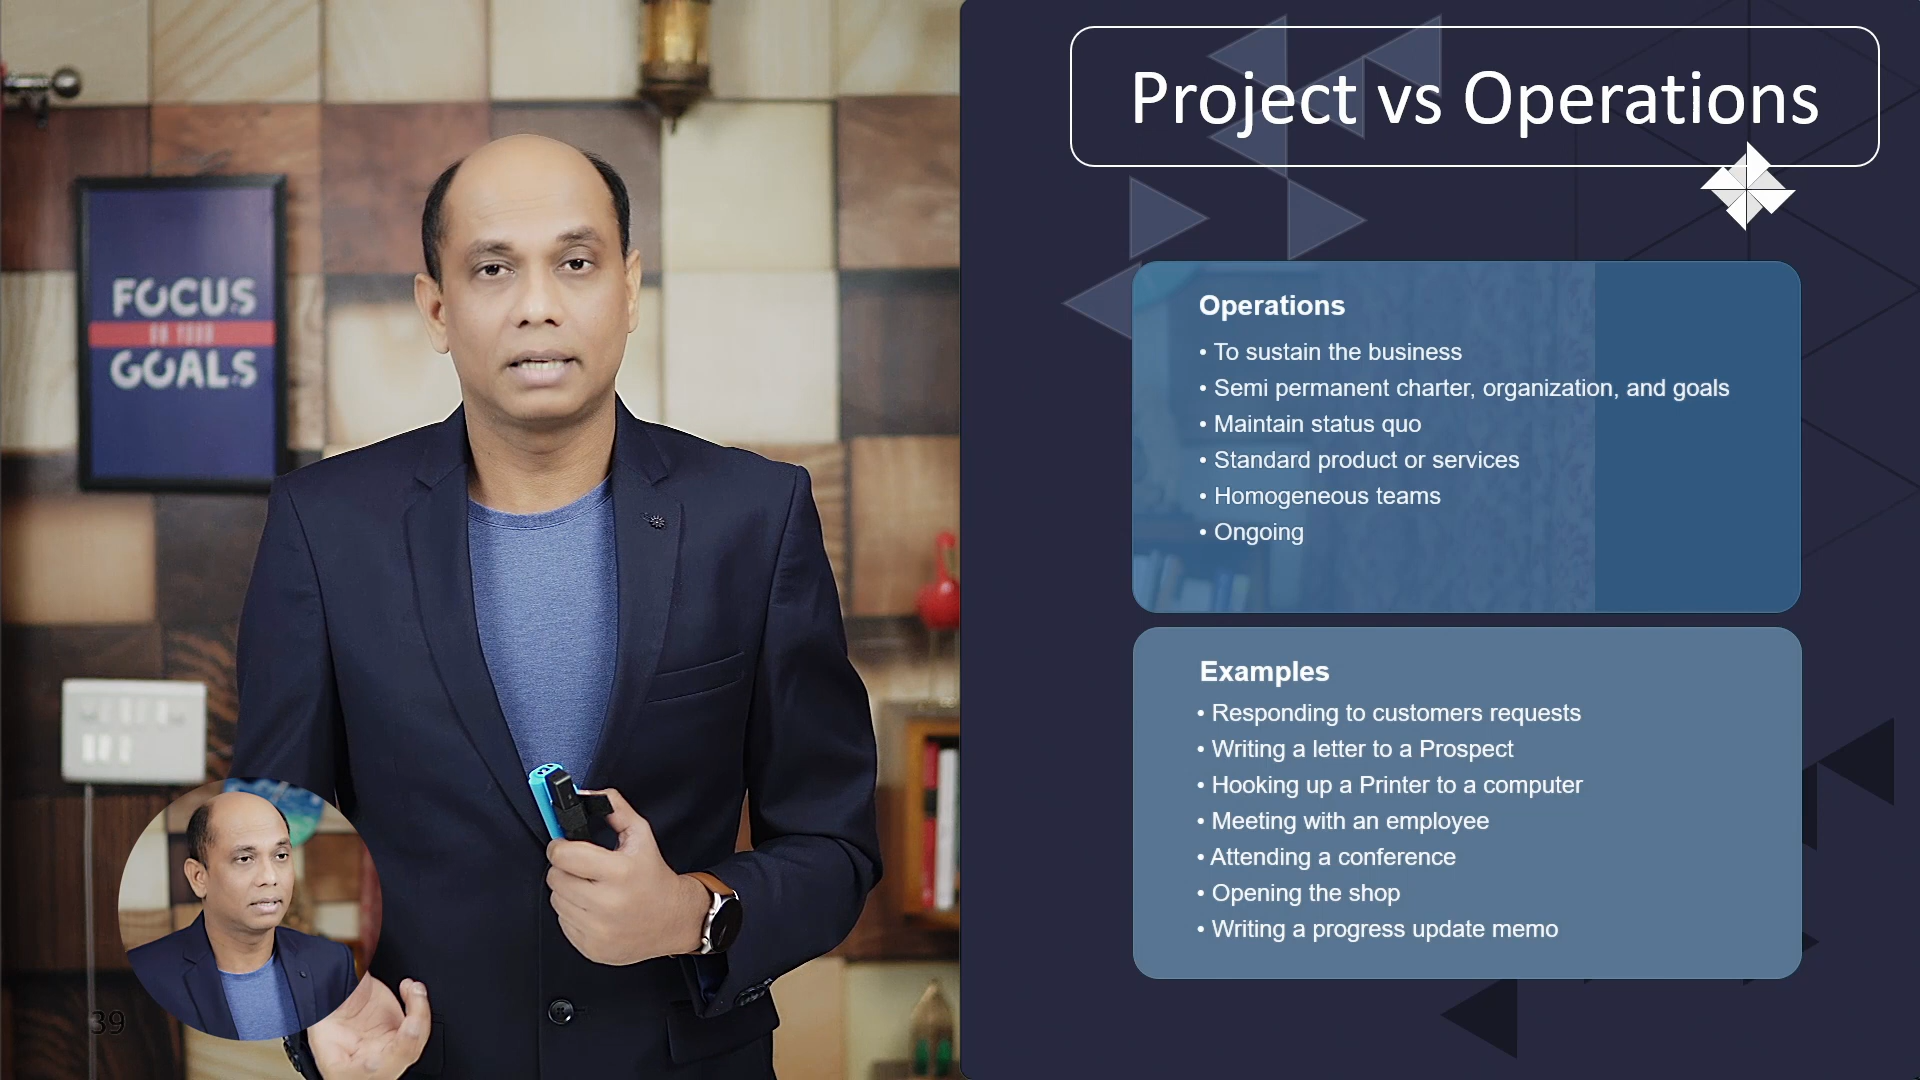 FOCUS
ON YOUR
GOALS
39
Project vs Operations
Operations
• To sustain the business
• Semi permanent charter, organization, and goals
• Maintain status quo
• Standard product or services
• Homogeneous teams
• Ongoing
Examples
• Responding to customers requests
• Writing a letter to a Prospect
• Hooking up a Printer to a computer
• Meeting with an employee
• Attending a conference
• Opening the shop
• Writing a progress update memo